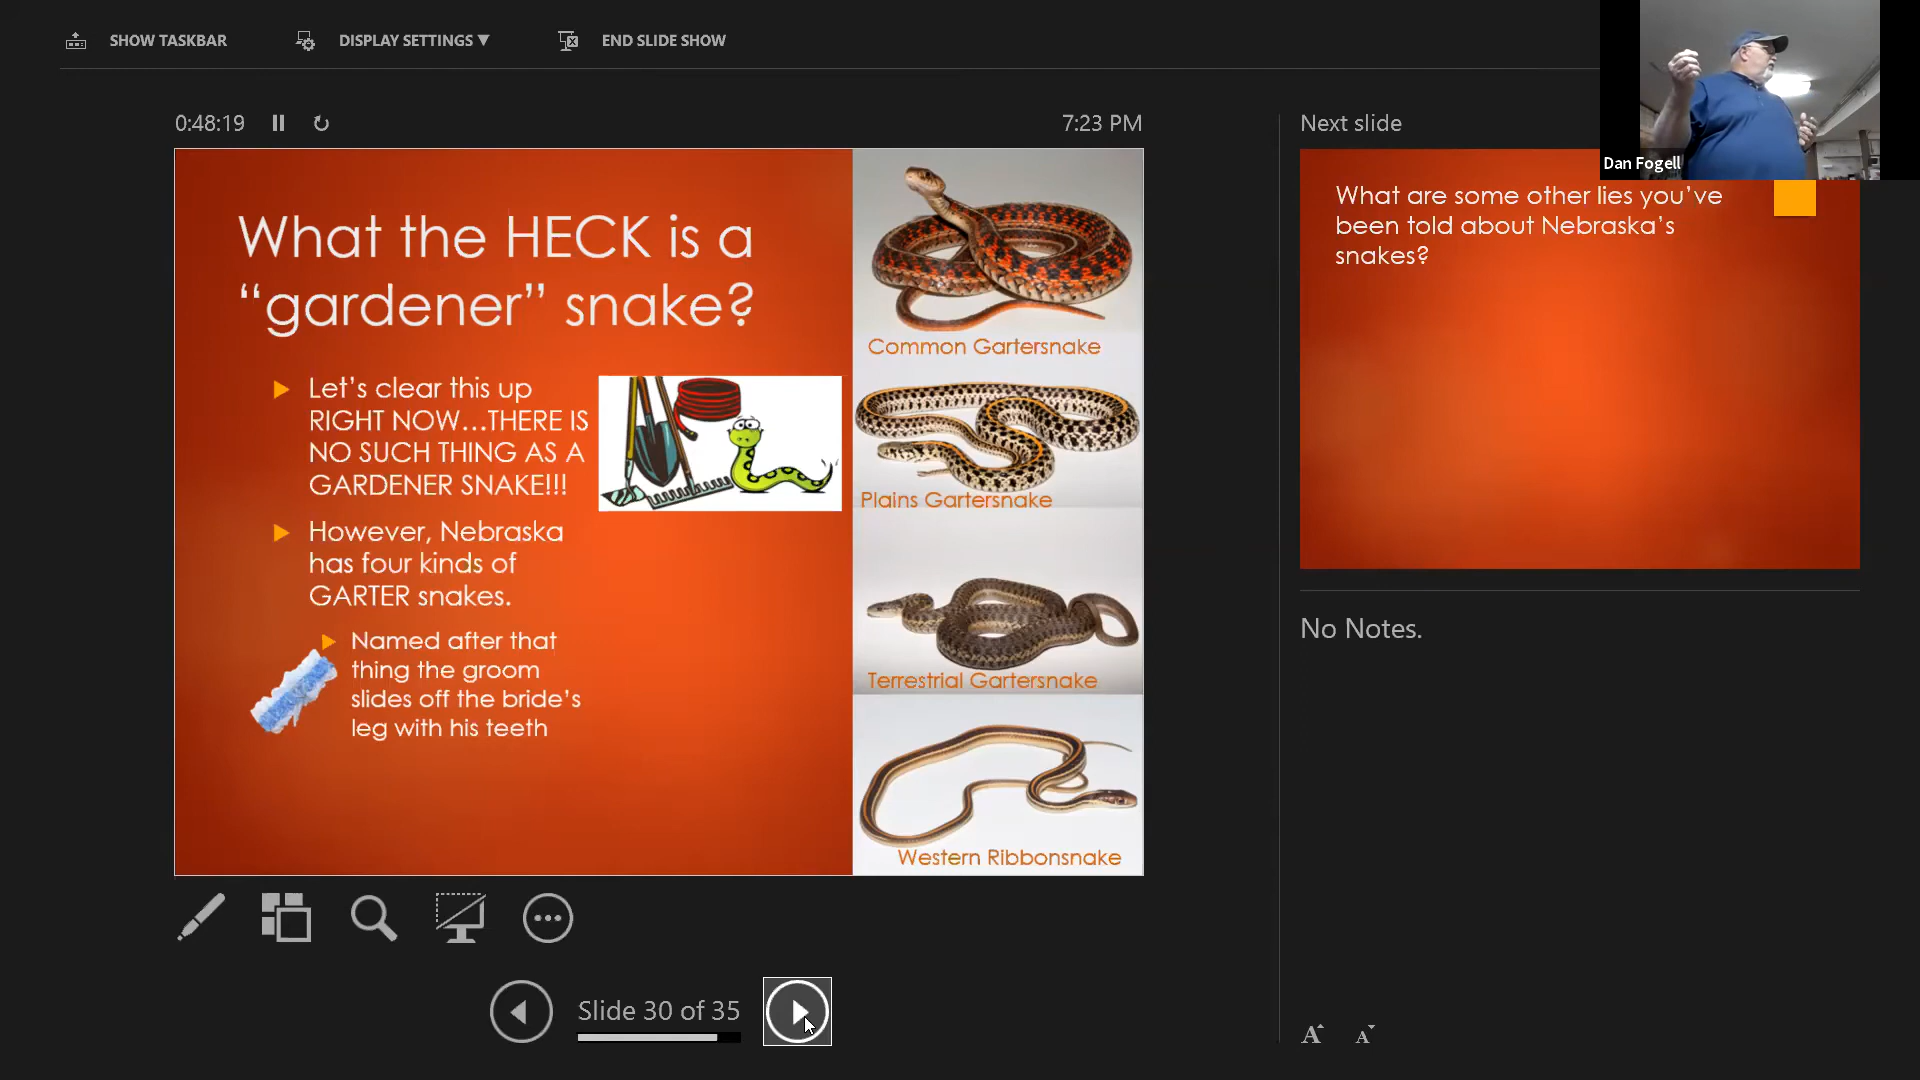 SHOW TASKBAR
DISPLAY SETTINGS ▼
END SLIDE SHOW
Dan Fogell
0:48:19
7:23 PM
What the HECK is a
“gardener” snake?
Let’s clear this up
RIGHT NOW...THERE IS
NO SUCH THING AS A
GARDENER SNAKE!!!
However, Nebraska
has four kinds of
GARTER snakes.
Named after that
thing the groom
slides off the bride’s
leg with his teeth
Common Gartersnake
Plains Gartersnake
Terrestrial Gartersnake
Western Ribbonsnake
Slide 30 of 35
Next slide
What are some other lies you’ve
been told about Nebraska’s
snakes?
No Notes.
A A